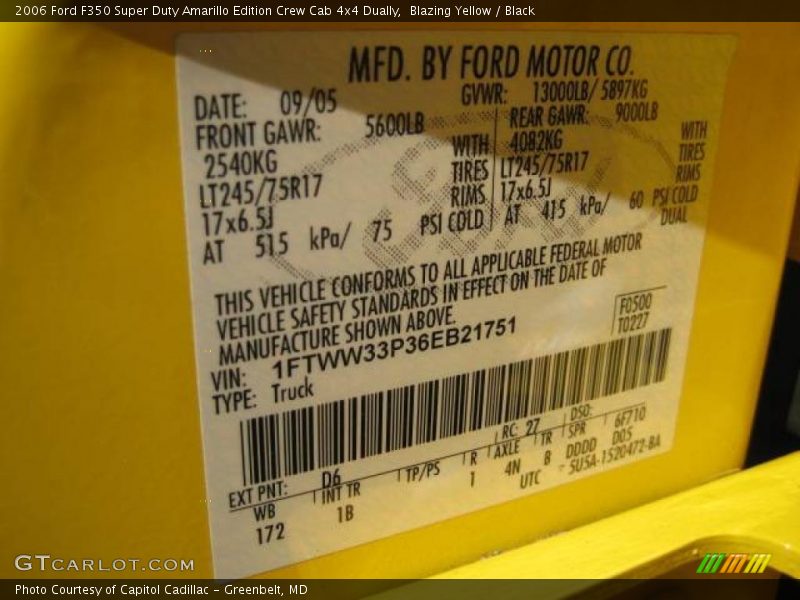 2006 Ford F350 Super Duty Amarillo Edition Crew Cab 4x4 Dually,  Blazing Yellow / Black
MFD. BY FORD MOTOR CO.
DATE: 09/05 GVWR: 13000LB/ 5897KG
FRONT GAWR: 5600LB REAR GAWR: 9000LB
2540KG WITH 4082KG WITH
LT245/75R17 TIRES LT245/75R17 TIRES
17x6.5J RIMS 17x6.5J RIMS
AT 515 kPa/ 75 PSI COLD AT 415 kPa/ 60 PSI COLD
DUAL
THIS VEHICLE CONFORMS TO ALL APPLICABLE FEDERAL MOTOR
VEHICLE SAFETY STANDARDS IN EFFECT ON THE DATE OF
MANUFACTURE SHOWN ABOVE.
F0500
T0227
VIN: 1FTWW33P36EB21751
TYPE: Truck
RC: 27 DSO:
EXT PNT: D6 6F710
WB INT TR TP/PS R AXLE TR SPR D05
172 1B 1 4N B DDDD
UTC 5U5A-1520472-BA
GTCARLOT.COM
Photo Courtesy of Capitol Cadillac - Greenbelt, MD